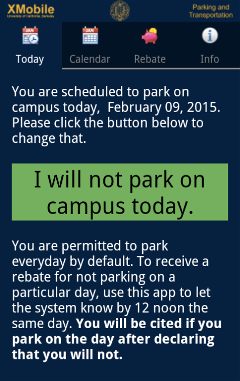 XMobile
University of California, Berkeley
Parking and
Transportation
Today
Calendar
Rebate
Info
You are scheduled to park on
campus today,  February 09, 2015.
Please click the button below to
change that.
I will not park on
campus today.
You are permitted to park
everyday by default. To receive a
rebate for not parking on a
particular day, use this app to let
the system know by 12 noon the
same day. You will be cited if you
park on the day after declaring
that you will not.